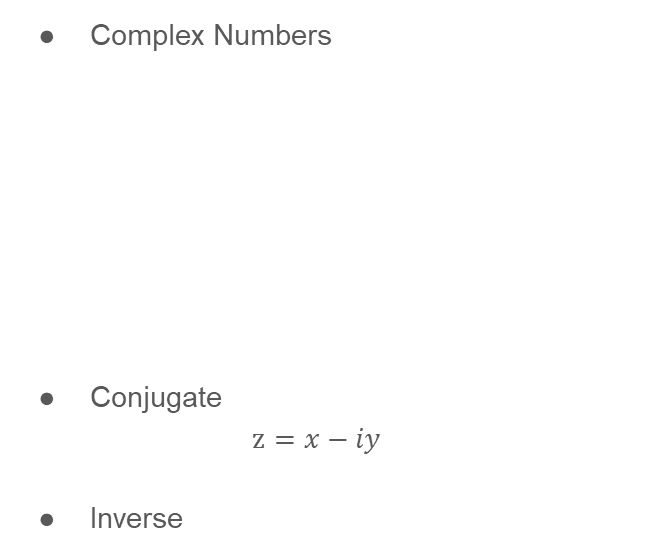 ● Complex Numbers
● Conjugate
z = x − iy
● Inverse